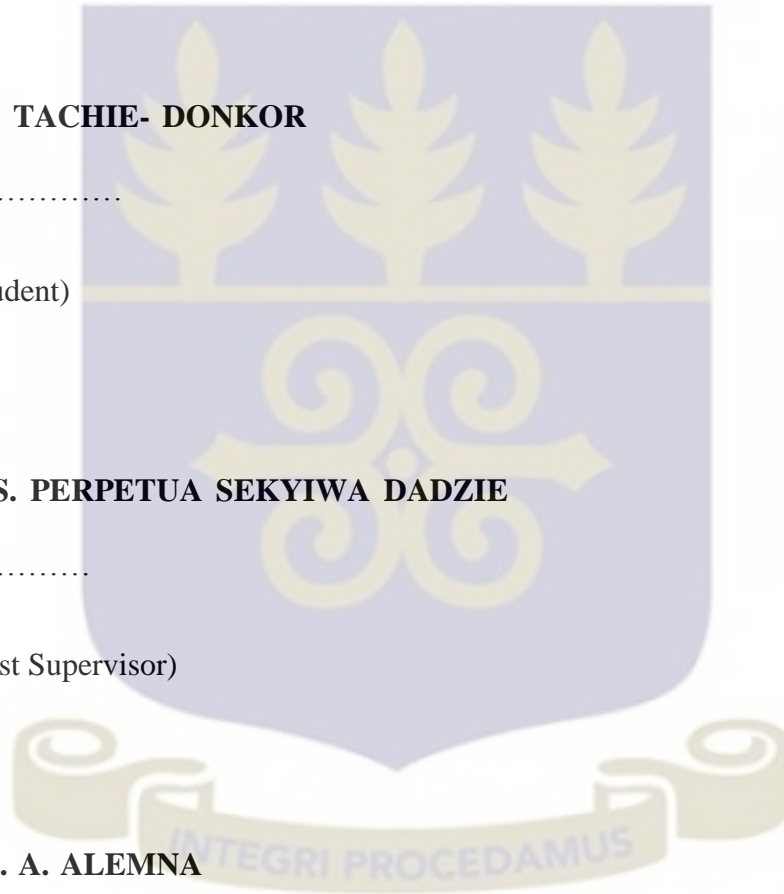 TACHIE- DONKOR
…………
udent)
S. PERPETUA SEKYIWA DADZIE
………
st Supervisor)
. A. ALEMNA
INTEGRI PROCEDAMUS